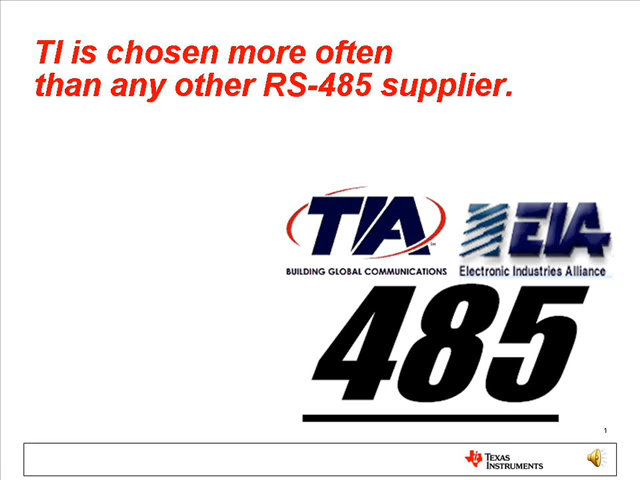 TI is chosen more often
than any other RS-485 supplier.
TIA
EIA
BUILDING GLOBAL COMMUNICATIONS
Electronic Industries Alliance
485
1
TEXAS
INSTRUMENTS